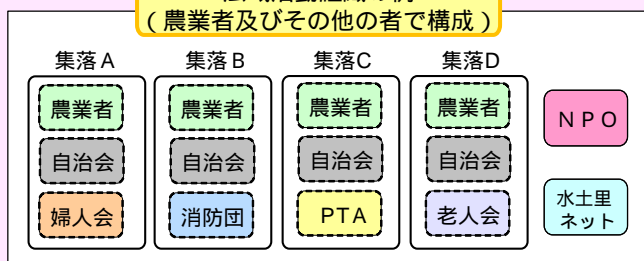 （農業者及びその他の者で構成）
集落A
集落B
集落C
集落D
農業者
農業者
農業者
農業者
自治会
自治会
自治会
自治会
婦人会
消防団
PTA
老人会
ＮＰＯ
水土里
ネット